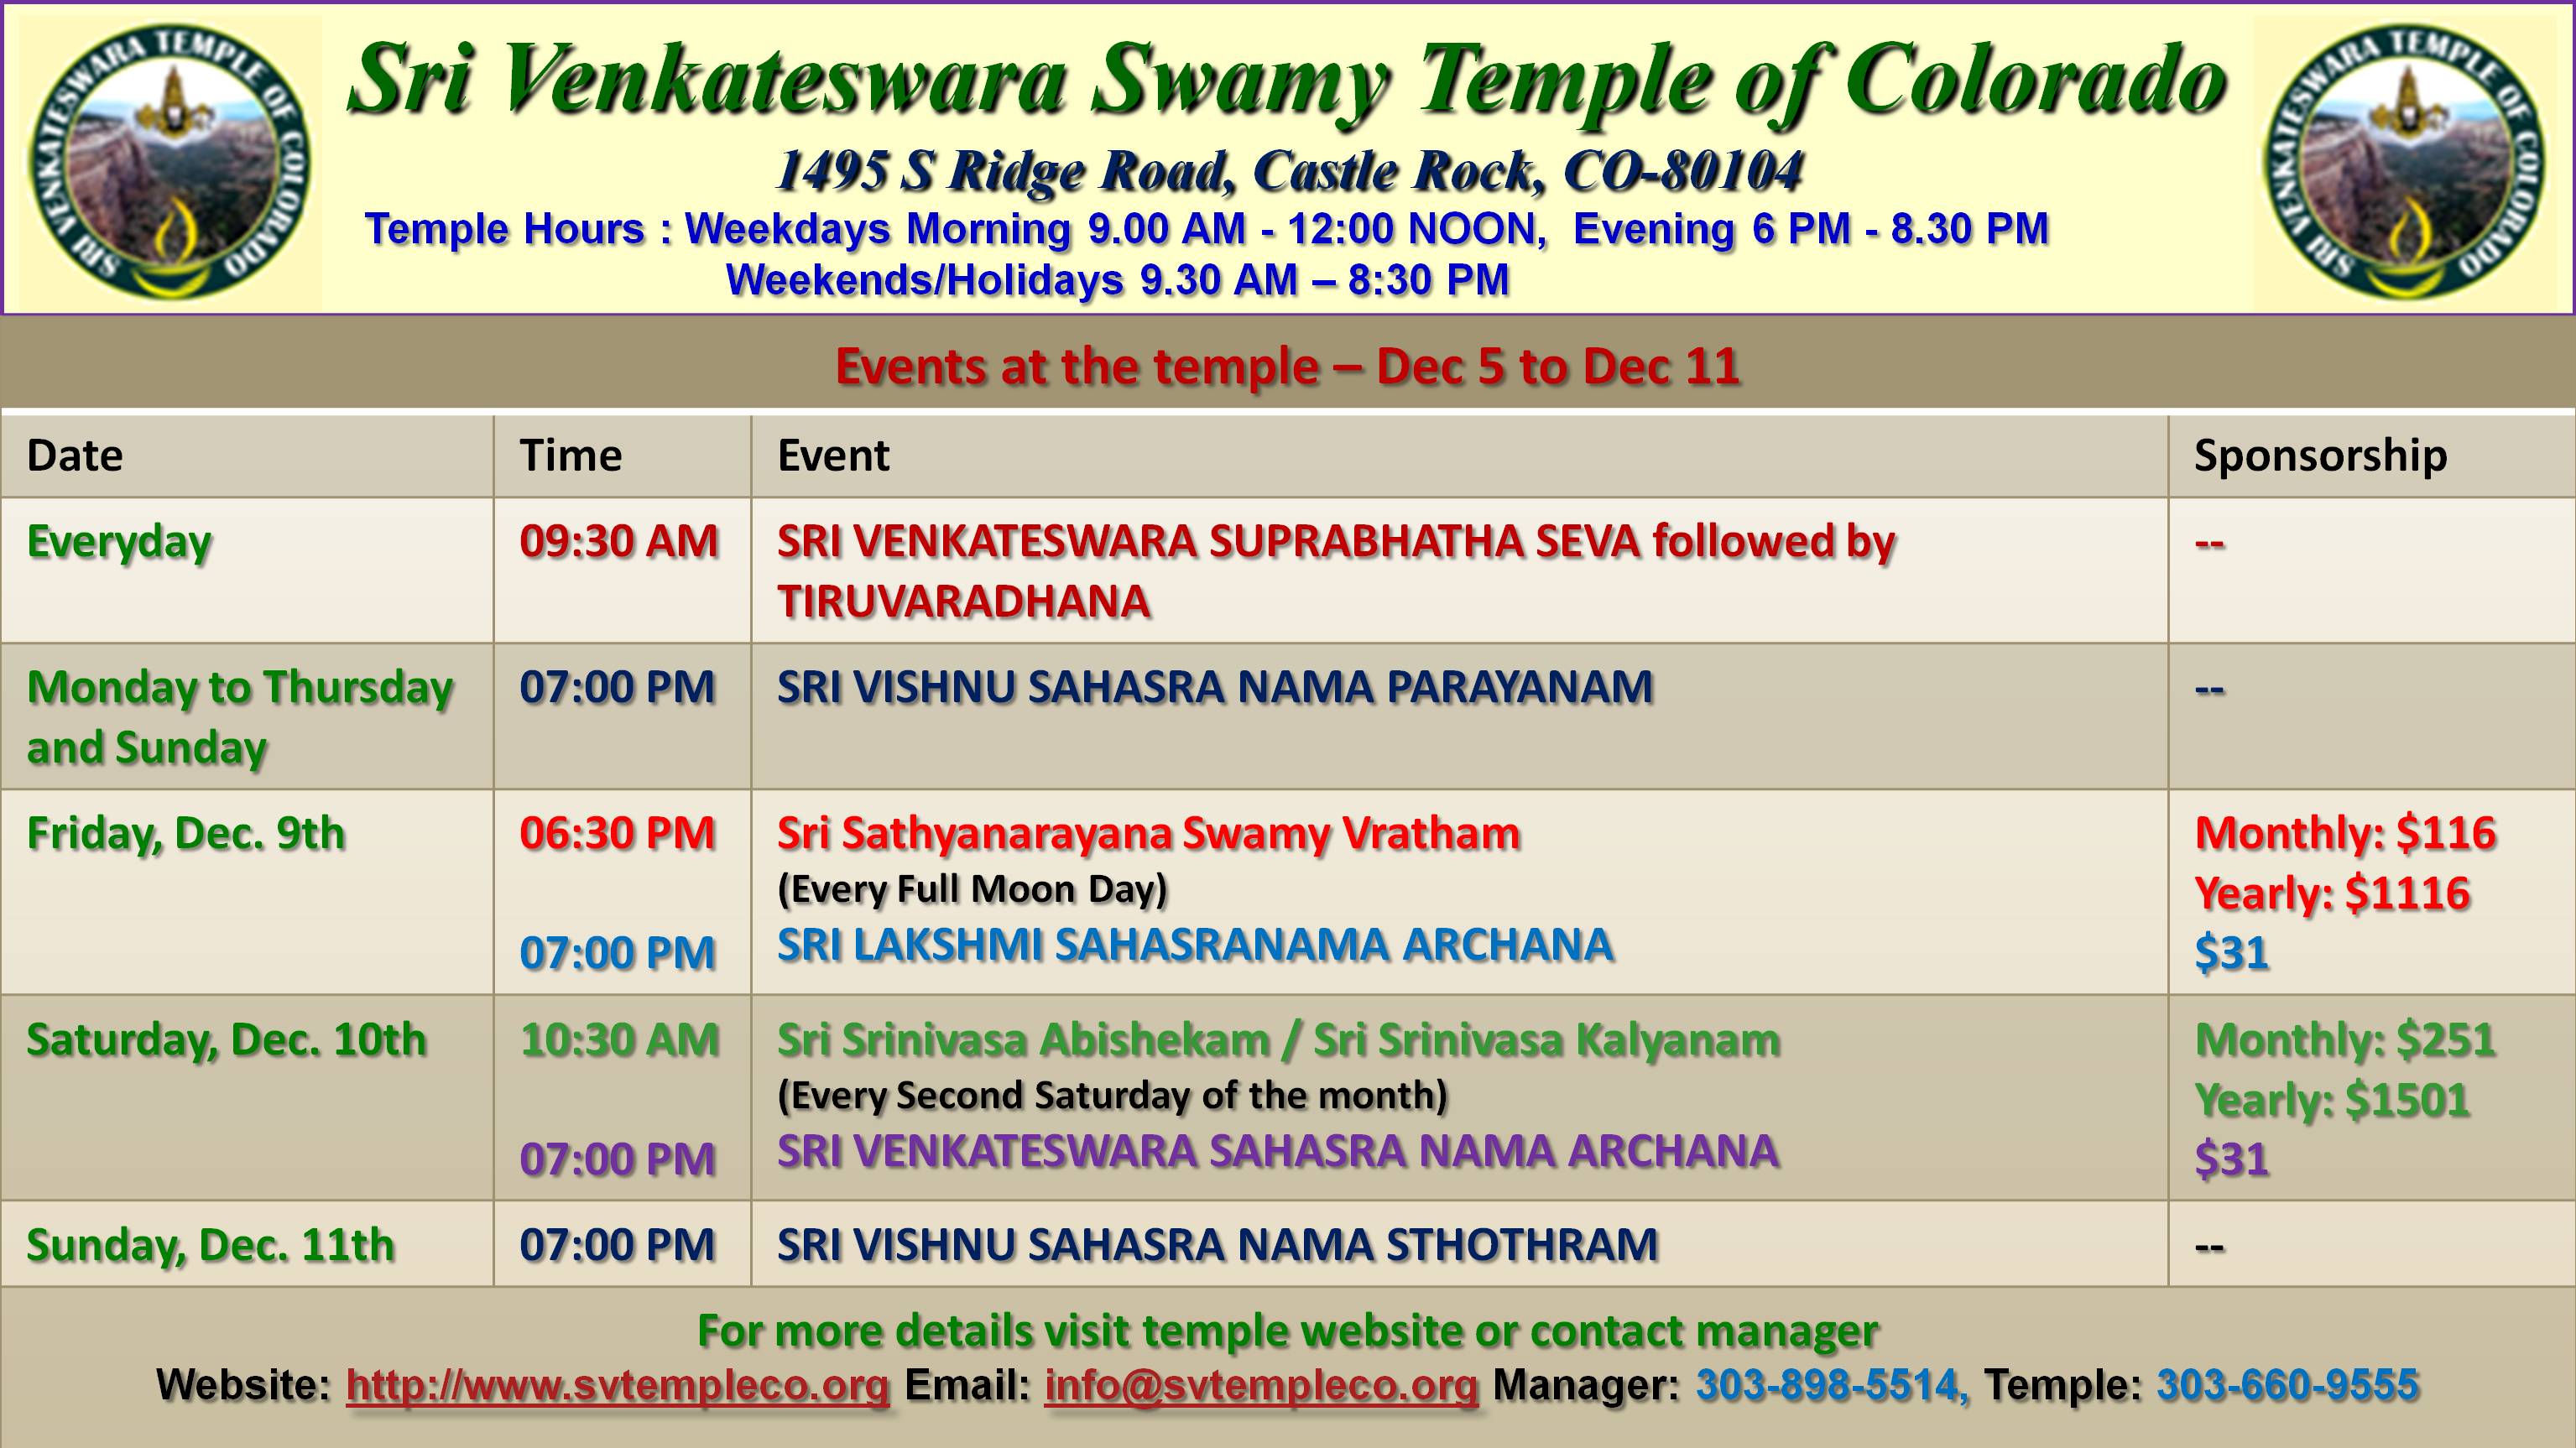 SRI VENKATESWARA TEMPLE OF COLORADO
Sri Venkateswara Swamy Temple of Colorado
SRI VENKATESWARA TEMPLE OF COLORADO
1495 S Ridge Road, Castle Rock, CO-80104
Temple Hours : Weekdays Morning 9.00 AM - 12:00 NOON, Evening 6 PM - 8.30 PM
Weekends/Holidays 9.30 AM – 8:30 PM
Events at the temple – Dec 5 to Dec 11
Date Time Event Sponsorship
Everyday 09:30 AM SRI VENKATESWARA SUPRABHATHA SEVA followed by --
TIRUVARADHANA
Monday to Thursday 07:00 PM SRI VISHNU SAHASRA NAMA PARAYANAM --
and Sunday
Friday, Dec. 9th 06:30 PM Sri Sathyanarayana Swamy Vratham Monthly: $116
(Every Full Moon Day) Yearly: $1116
07:00 PM SRI LAKSHMI SAHASRANAMA ARCHANA $31
Saturday, Dec. 10th 10:30 AM Sri Srinivasa Abishekam / Sri Srinivasa Kalyanam Monthly: $251
(Every Second Saturday of the month) Yearly: $1501
07:00 PM SRI VENKATESWARA SAHASRA NAMA ARCHANA $31
Sunday, Dec. 11th 07:00 PM SRI VISHNU SAHASRA NAMA STHOTHRAM --
For more details visit temple website or contact manager
Website: http://www.svtempleco.org Email: info@svtempleco.org Manager: 303-898-5514, Temple: 303-660-9555